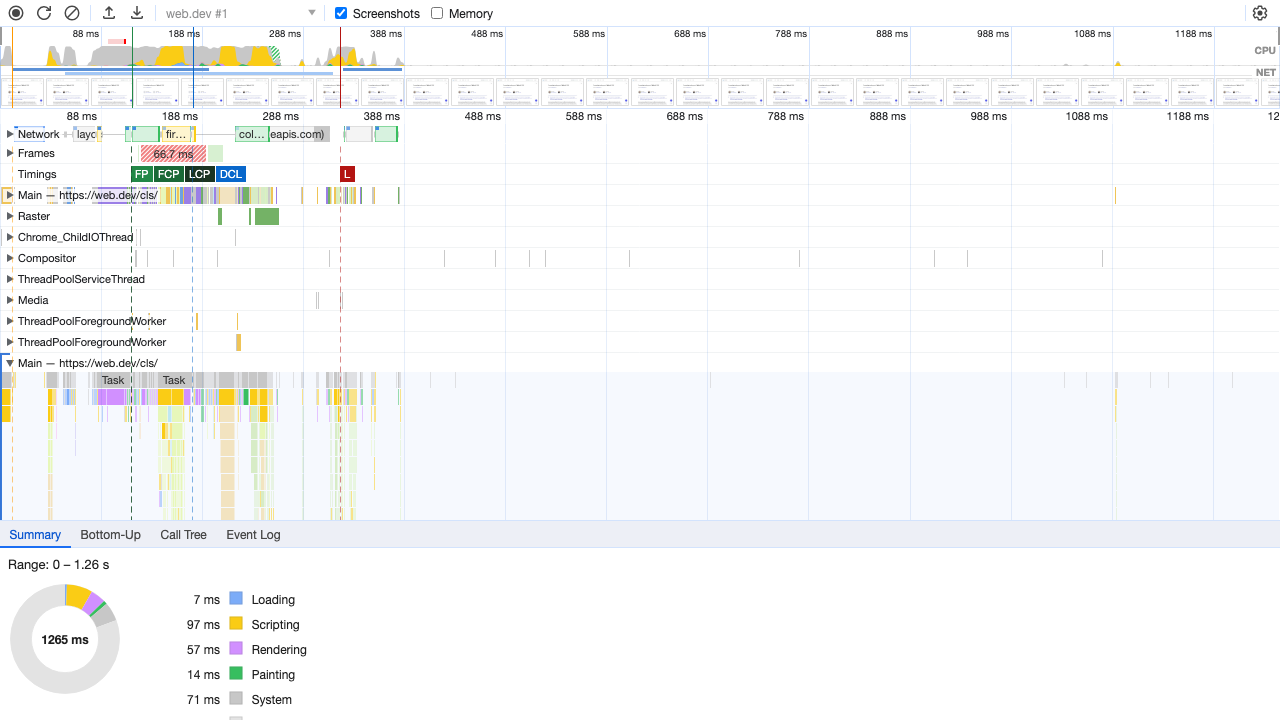 web.dev #1 Screenshots Memory
88 ms 188 ms 288 ms 388 ms 488 ms 588 ms 688 ms 788 ms 888 ms 988 ms 1088 ms 1188 ms
CPU
NET
88 ms 188 ms 288 ms 388 ms 488 ms 588 ms 688 ms 788 ms 888 ms 988 ms 1088 ms 1188 ms 12
Network layc fir... col... eapis.com)
Frames 66.7 ms
Timings FP FCP LCP DCL L
Main — https://web.dev/cls/
Raster
Chrome_ChildIOThread
Compositor
ThreadPoolServiceThread
Media
ThreadPoolForegroundWorker
ThreadPoolForegroundWorker
Main — https://web.dev/cls/
Task Task
Summary Bottom-Up Call Tree Event Log
Range: 0 – 1.26 s
1265 ms
7 ms Loading
97 ms Scripting
57 ms Rendering
14 ms Painting
71 ms System